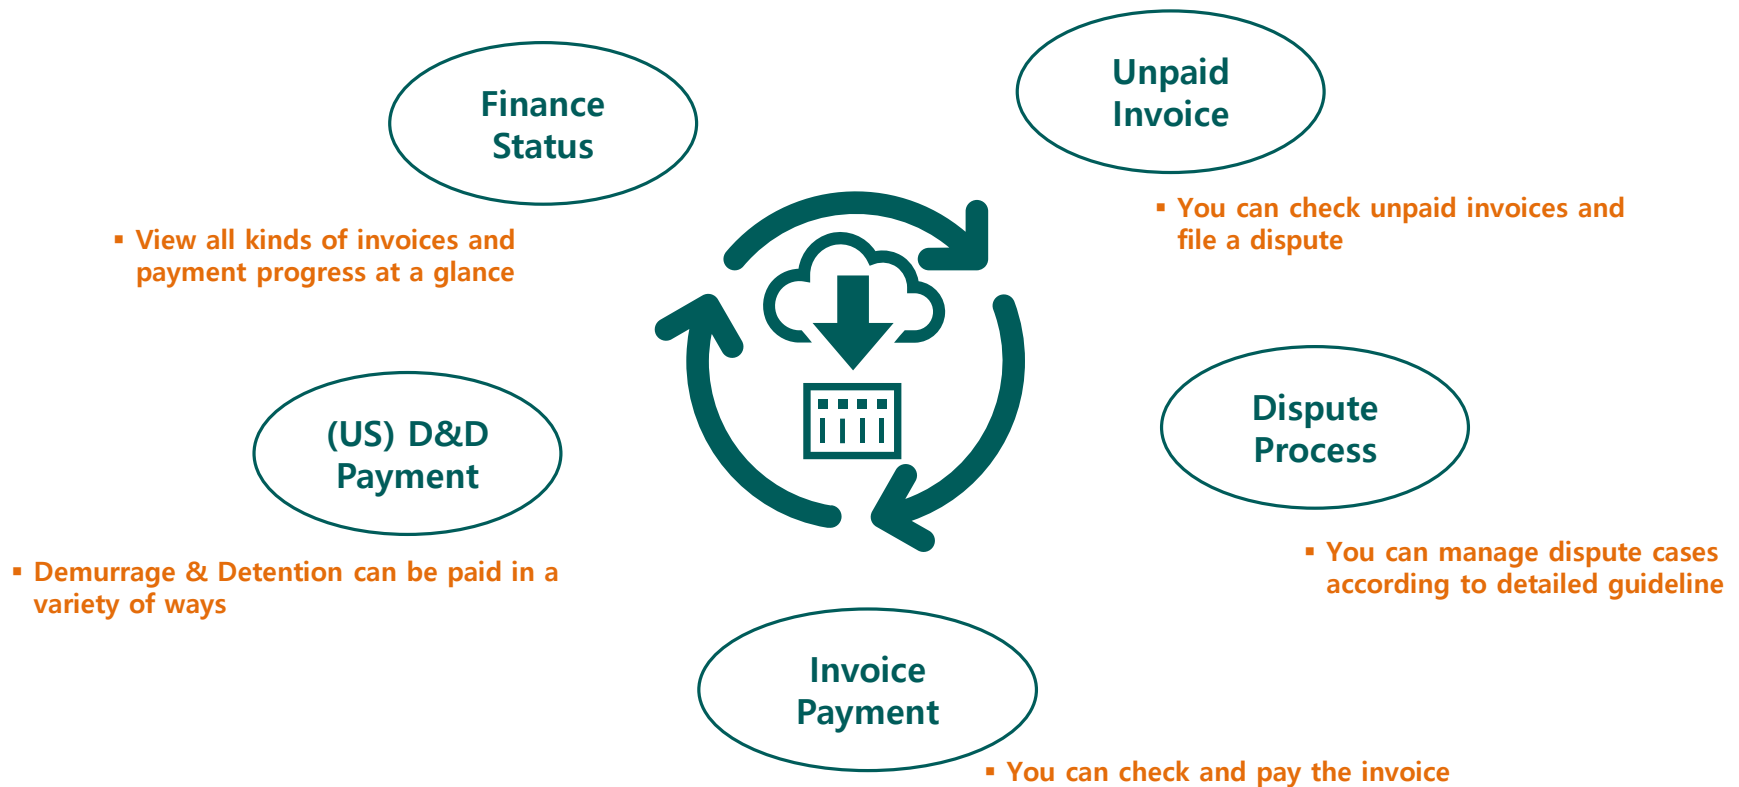 Finance
Status
▪ View all kinds of invoices and
payment progress at a glance
Unpaid
Invoice
▪ You can check unpaid invoices and
file a dispute
(US) D&D
Payment
▪ Demurrage & Detention can be paid in a
variety of ways
Dispute
Process
▪ You can manage dispute cases
according to detailed guideline
Invoice
Payment
▪ You can check and pay the invoice